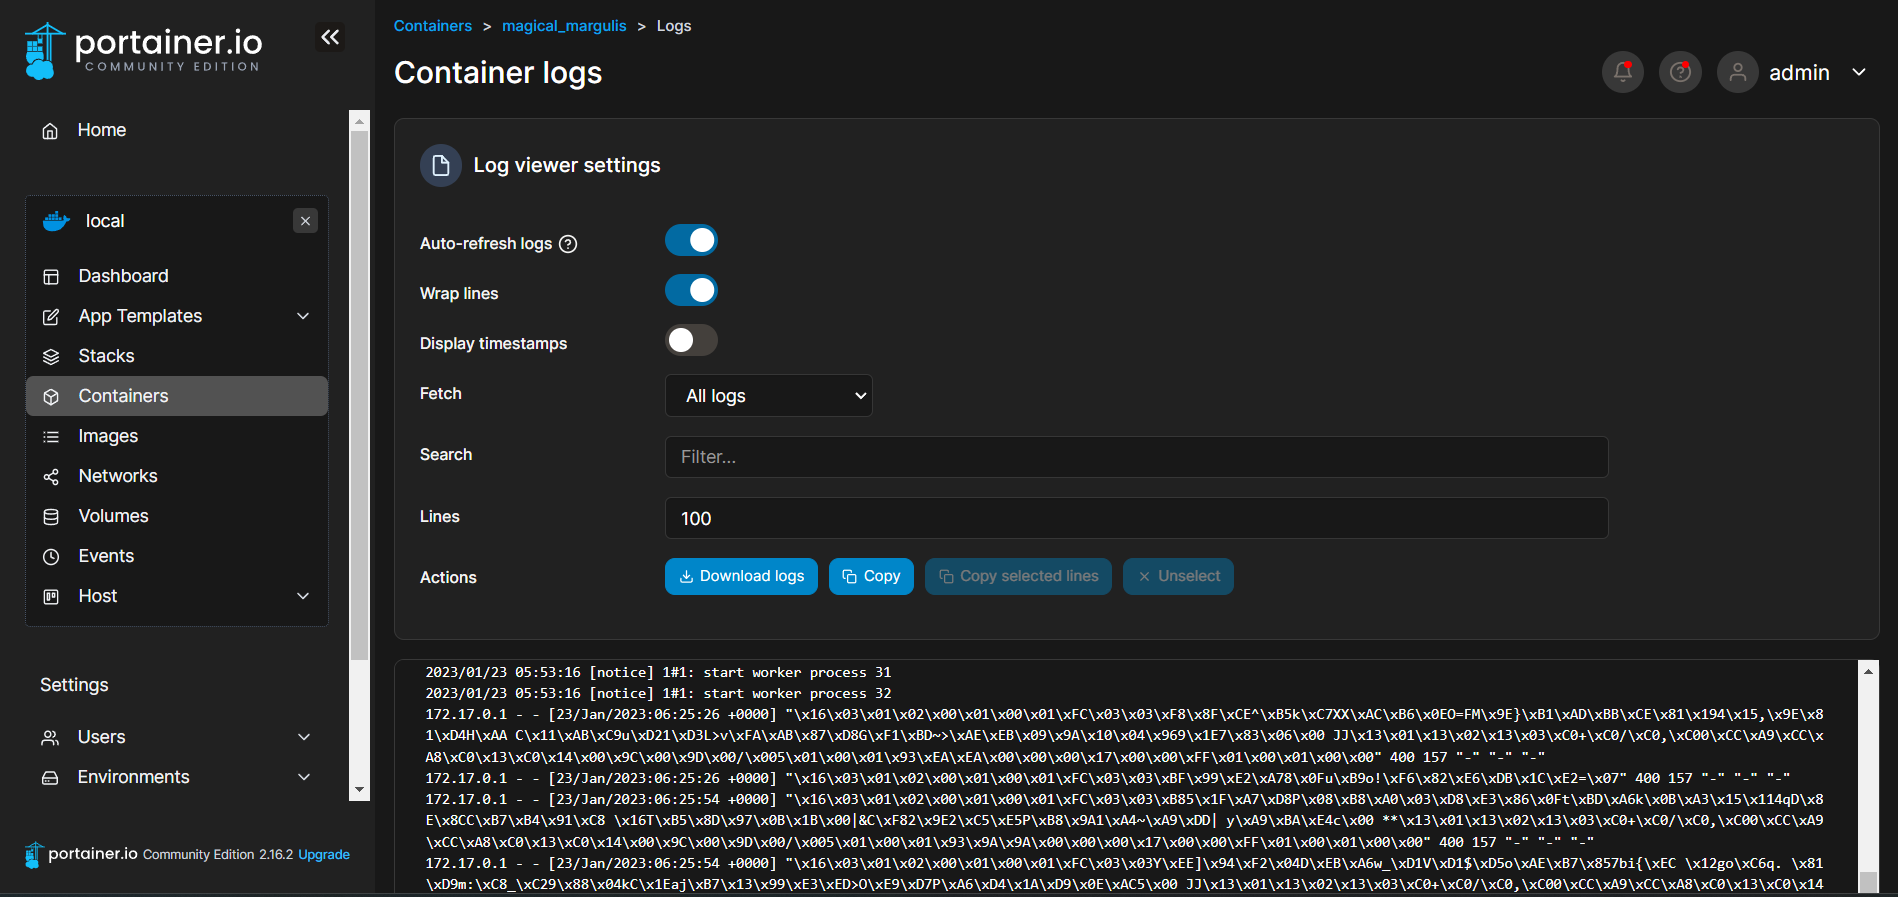 portainer.io
COMMUNITY EDITION
Home
local
Dashboard
App Templates
Stacks
Containers
Images
Networks
Volumes
Events
Host
Settings
Users
Environments
portainer.io Community Edition 2.16.2 Upgrade
Containers > magical_margulis > Logs
Container logs
admin
Log viewer settings
Auto-refresh logs
Wrap lines
Display timestamps
Fetch All logs
Search Filter...
Lines 100
Actions Download logs Copy Copy selected lines Unselect
2023/01/23 05:53:16 [notice] 1#1: start worker process 31
2023/01/23 05:53:16 [notice] 1#1: start worker process 32
172.17.0.1 - - [23/Jan/2023:06:25:26 +0000] "\x16\x03\x01\x02\x00\x01\x00\x01\xFC\x03\x03\xF8\x8F\xCE^\xB5k\xC7XX\xAC\xB6\x0EO=FM\x9E}\xB1\xAD\xBB\xCE\x81\x194\x15,\x9E\x8
1\xD4H\xAA C\x11\xAB\xC9u\xD21\xD3L>v\xFA\xAB\x87\xD8G\xF1\xBD~>\xAE\xEB\x09\x9A\x10\x04\x969\x1E7\x83\x06\x00 JJ\x13\x01\x13\x02\x13\x03\xC0+\xC0/\xC0,\xC00\xCC\xA9\xCC\x
A8\xC0\x13\xC0\x14\x00\x9C\x00\x9D\x00/\x005\x01\x00\x01\x93\xEA\xEA\x00\x00\x00\x17\x00\x00\xFF\x01\x00\x01\x00\x00" 400 157 "-" "-" "-"
172.17.0.1 - - [23/Jan/2023:06:25:26 +0000] "\x16\x03\x01\x02\x00\x01\x00\x01\xFC\x03\x03\xBF\x99\xE2\xA78\x0Fu\xB9o!\xF6\x82\xE6\xDB\x1C\xE2=\x07" 400 157 "-" "-" "-"
172.17.0.1 - - [23/Jan/2023:06:25:54 +0000] "\x16\x03\x01\x02\x00\x01\x00\x01\xFC\x03\x03\xB85\x1F\xA7\xD8P\x08\xB8\xA0\x03\xD8\xE3\x86\x0Ft\xBD\xA6k\x0B\xA3\x15\x114qD\x8
E\x8CC\xB7\xB4\x91\xC8 \x16T\xB5\x8D\x97\x0B\x1B\x00|&C\xF82\x9E2\xC5\xE5P\xB8\x9A1\xA4~\xA9\xDD| y\xA9\xBA\xE4c\x00 **\x13\x01\x13\x02\x13\x03\xC0+\xC0/\xC0,\xC00\xCC\xA9
\xCC\xA8\xC0\x13\xC0\x14\x00\x9C\x00\x9D\x00/\x005\x01\x00\x01\x93\x9A\x9A\x00\x00\x00\x17\x00\x00\xFF\x01\x00\x01\x00\x00" 400 157 "-" "-" "-"
172.17.0.1 - - [23/Jan/2023:06:25:54 +0000] "\x16\x03\x01\x02\x00\x01\x00\x01\xFC\x03\x03Y\xEE]\x94\xF2\x04D\xEB\xA6w_\xD1V\xD1$\xD5o\xAE\xB7\x857bi{\xEC \x12go\xC6q. \x81
\xD9m:\xC8_\xC29\x88\x04kC\x1Eaj\xB7\x13\x99\xE3\xED>O\xE9\xD7P\xA6\xD4\x1A\xD9\x0E\xAC5\x00 JJ\x13\x01\x13\x02\x13\x03\xC0+\xC0/\xC0,\xC00\xCC\xA9\xCC\xA8\xC0\x13\xC0\x14